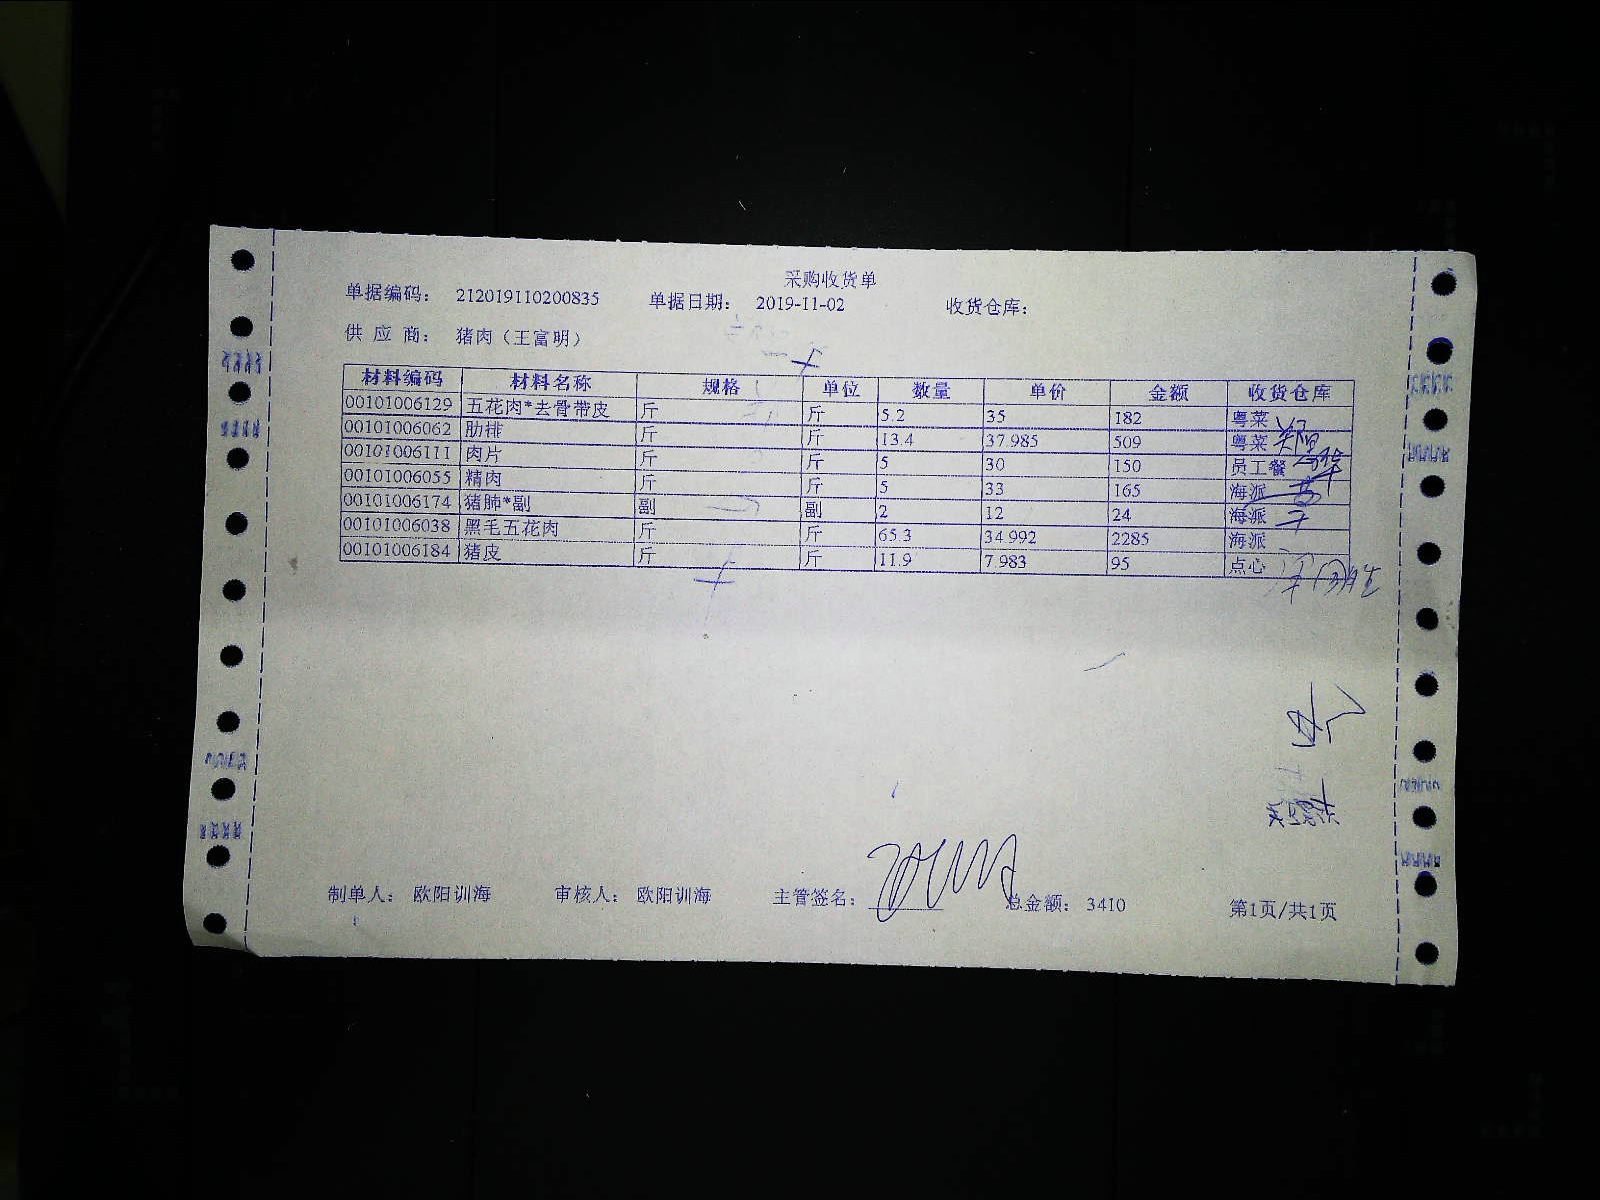 采购收货单
单据编码： 212019110200835 单据日期： 2019-11-02 收货仓库：
供 应 商： 猪肉（王富明）
材料编码 材料名称 规格 单位 数量 单价 金额 收货仓库
00101006129 五花肉*去骨带皮 斤 斤 5.2 35 182 粤菜
00101006062 肋排 斤 斤 13.4 37.985 509 粤菜
00101006111 肉片 斤 斤 5 30 150 员工餐
00101006055 精肉 斤 斤 5 33 165 海派
00101006174 猪肺*副 副 副 2 12 24 海派
00101006038 黑毛五花肉 斤 斤 65.3 34.992 2285 海派
00101006184 猪皮 斤 斤 11.9 7.983 95 点心
制单人： 欧阳训海 审核人： 欧阳训海 主管签名： 总金额： 3410 第1页/共1页